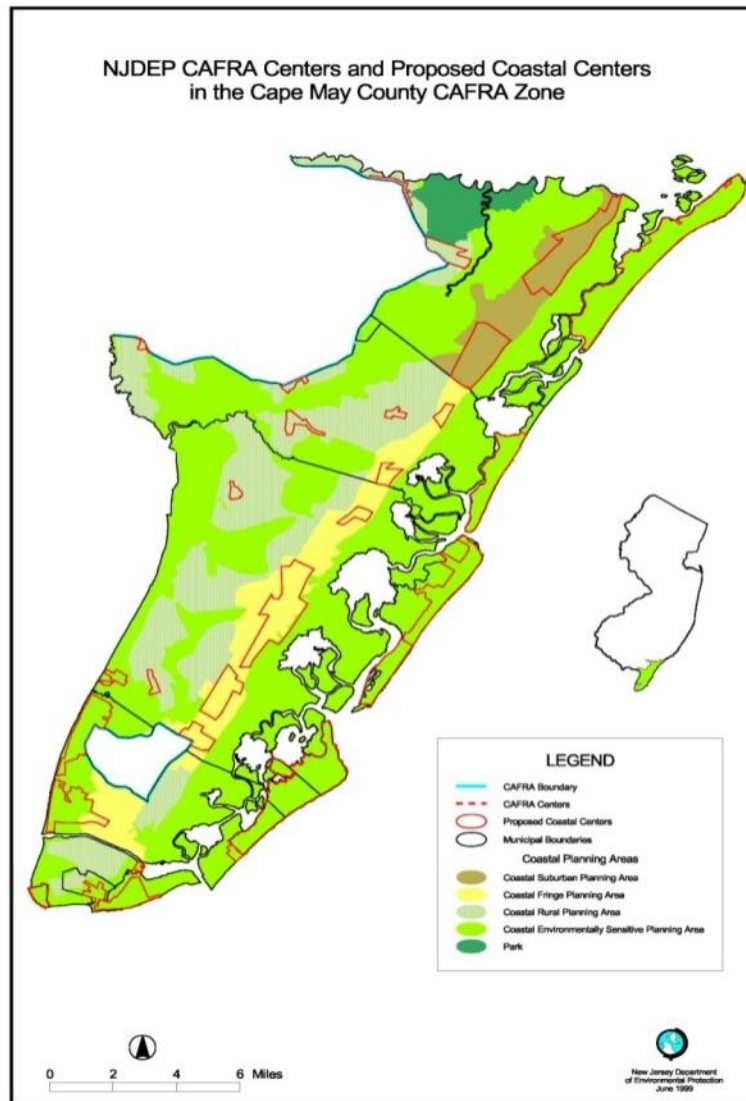 NJDEP CAFRA Centers and Proposed Coastal Centers
in the Cape May County CAFRA Zone
LEGEND
CAFRA Boundary
CAFRA Centers
Proposed Coastal Centers
Municipal Boundaries
Coastal Planning Areas
Coastal Suburban Planning Area
Coastal Fringe Planning Area
Coastal Rural Planning Area
Coastal Environmentally Sensitive Planning Area
Park
0 2 4 6 Miles
New Jersey Department
of Environmental Protection
June 1999